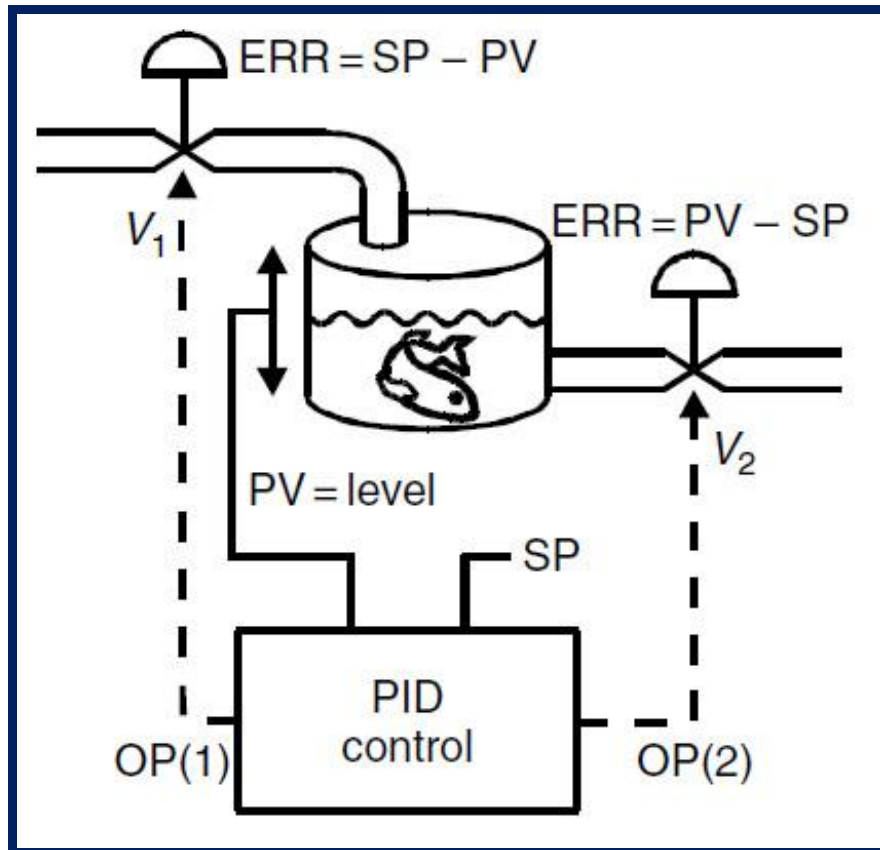 ERR = SP – PV
V1
ERR = PV – SP
V2
PV = level
SP
PID
control
OP(1)
OP(2)